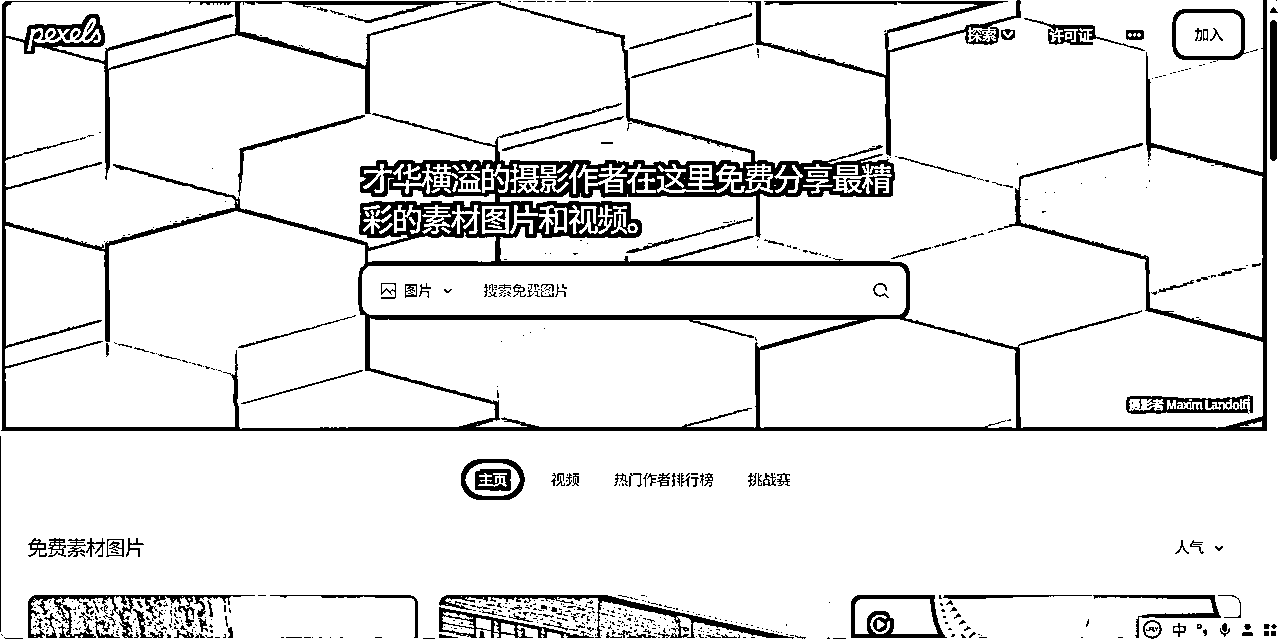 pexels
探索
许可证
加入
才华横溢的摄影作者在这里免费分享最精
彩的素材图片和视频。
图片
搜索免费图片
摄影者 Maxim Landolfi
主页
视频
热门作者排行榜
挑战赛
免费素材图片
人气
中